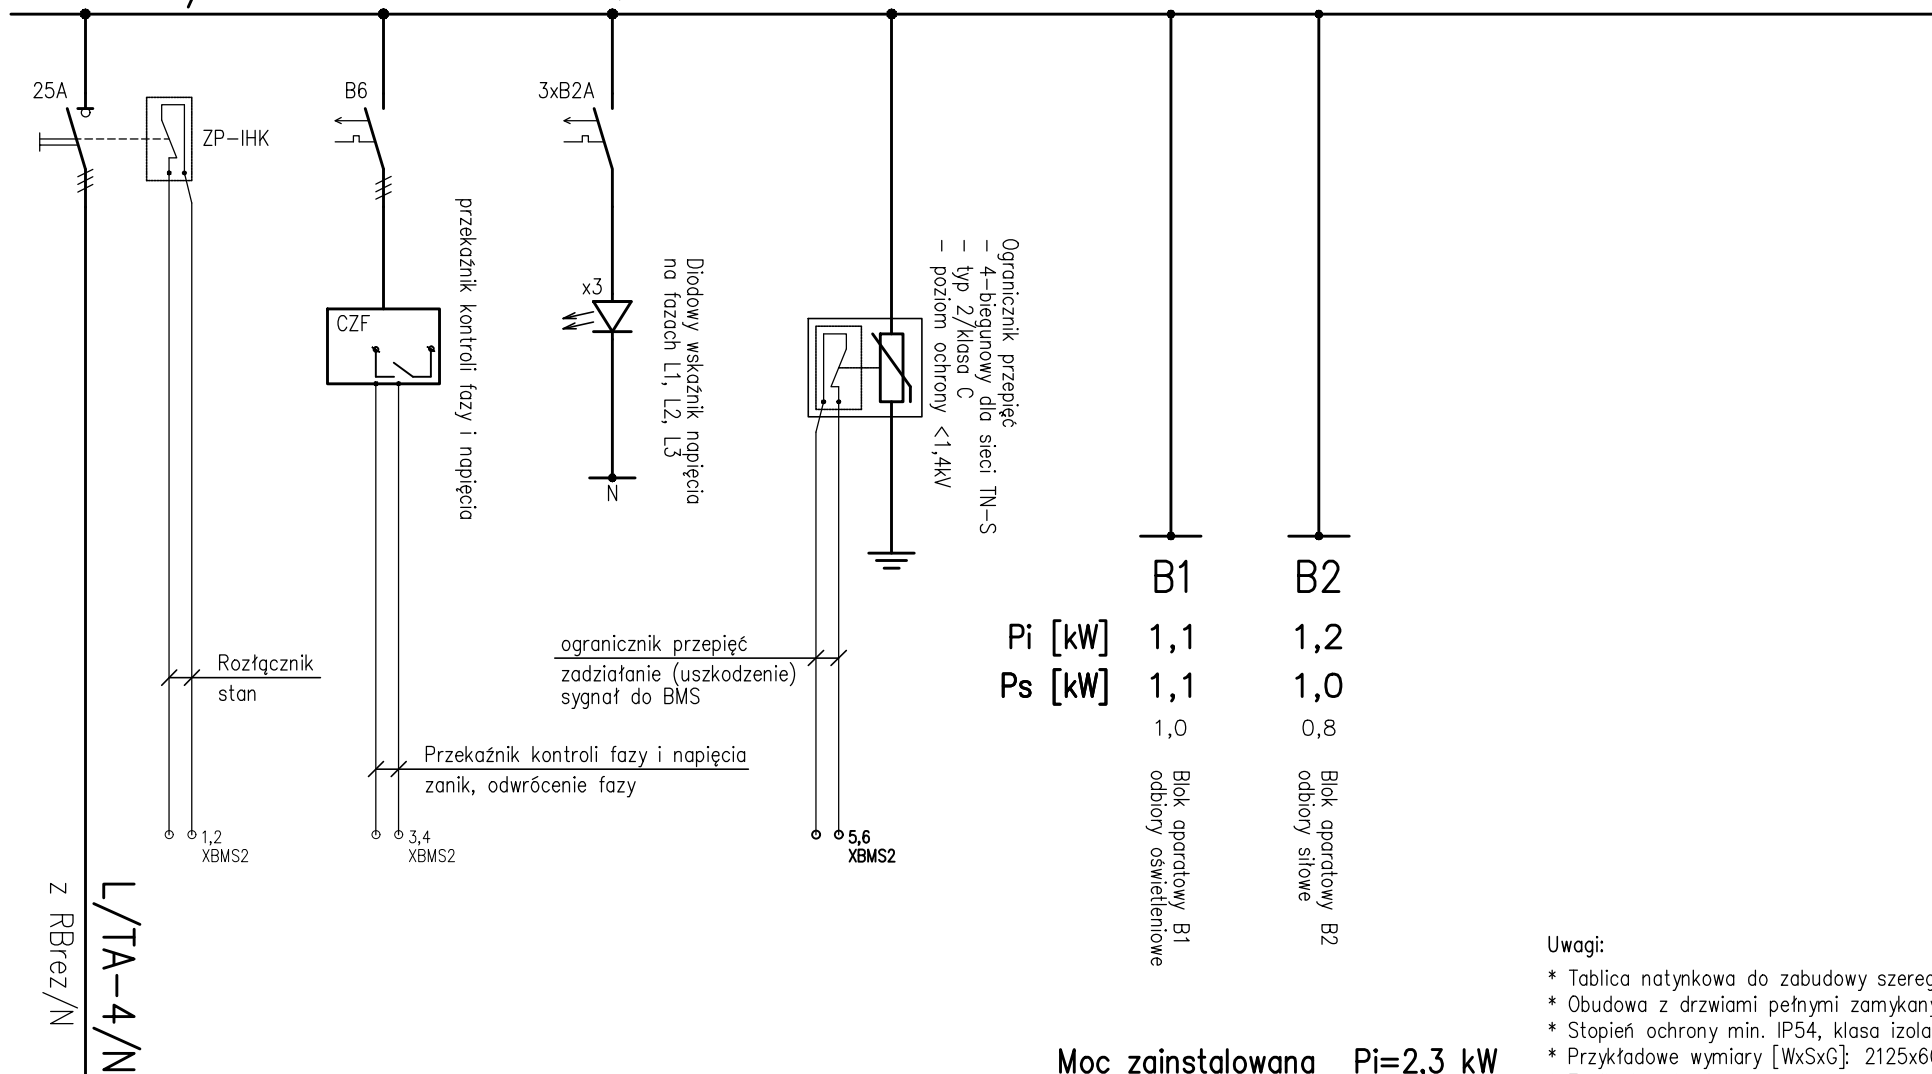 25A
ZP-IHK
B6
3xB2A
przekaźnik kontroli fazy i napięcia
CZF
x3
N
Diodowy wskaźnik napięcia
na fazach L1, L2, L3
Ogranicznik przepięć
- 4-biegunowy dla sieci TN-S
- typ 2/klasa C
- poziom ochrony <1,4kV
B1 B2
Pi [kW] 1,1 1,2
Ps [kW] 1,1 1,0
1,0 0,8
Blok aparatowy B1
odbiory oświetleniowe
Blok aparatowy B2
odbiory siłowe
ogranicznik przepięć
zadziałanie (uszkodzenie)
sygnał do BMS
Rozłącznik
stan
Przekaźnik kontroli fazy i napięcia
zanik, odwrócenie fazy
1,2
XBMS2
3,4
XBMS2
5,6
XBMS2
L/TA-4/N
z RBrez/N
Uwagi:
* Tablica natynkowa do zabudowy
* Obudowa z drzwiami pełnymi
* Stopień ochrony min. IP54, klasa
* Przykładowe wymiary [WxSxG]:
Moc zainstalowana Pi=2,3 kW